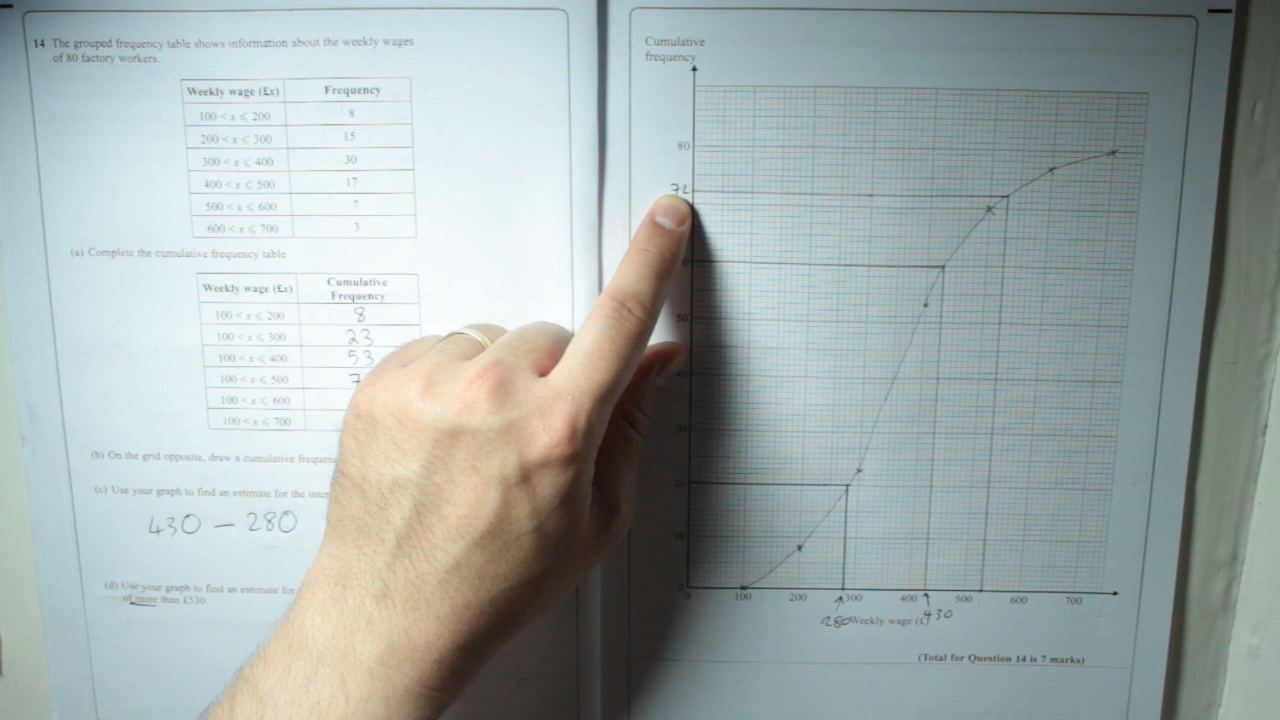 14 The grouped frequency table shows information about the weekly wages
of 80 factory workers.
Weekly wage (£x) Frequency
100 < x ⩽ 200 8
200 < x ⩽ 300 15
300 < x ⩽ 400 30
400 < x ⩽ 500 17
500 < x ⩽ 600 7
600 < x ⩽ 700 3
(a) Complete the cumulative frequency table.
Weekly wage (£x) Cumulative
Frequency
100 < x ⩽ 200 8
100 < x ⩽ 300 23
100 < x ⩽ 400 53
100 < x ⩽ 500 7
100 < x ⩽ 600
100 < x ⩽ 700
(b) On the grid opposite, draw a cumulative
(c) Use your graph to find an estimate for the
430 – 280
(d) Use your graph to find an estimate for
of more than £530
Cumulative
frequency
80
72
50
40
30
20
10
0
0 100 200 300 400 500 600 700
280 Weekly wage (£) 430
(Total for Question 14 is 7 marks)